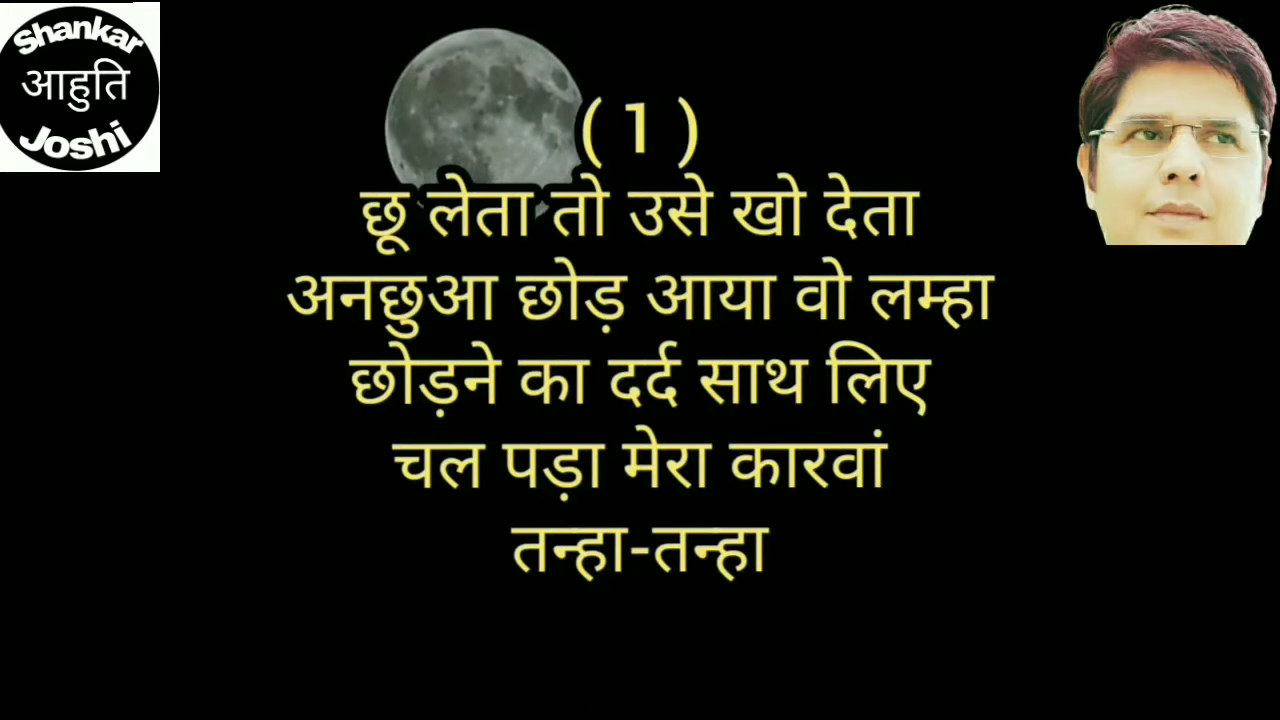 Shankar
आहुति
Joshi
( 1 )
छू लेता तो उसे खो देता
अनछुआ छोड़ आया वो लम्हा
छोड़ने का दर्द साथ लिए
चल पड़ा मेरा कारवां
तन्हा-तन्हा